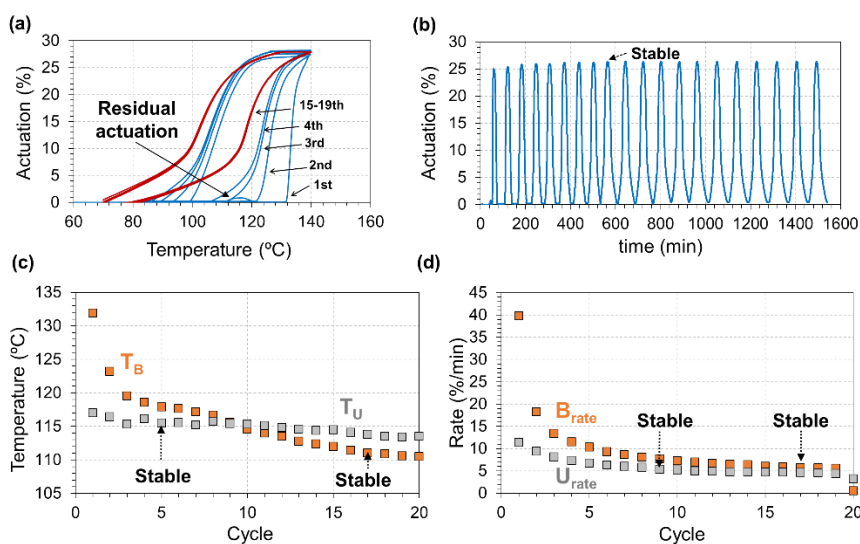 (a)
30
25
20
15
10
5
0
Actuation (%)
Residual
actuation
15-19th
4th
3rd
2nd
1st
60 80 100 120 140 160
Temperature (ºC)
(b)
30
25
20
15
10
5
0
Actuation (%)
Stable
0 200 400 600 800 1000 1200 1400 1600
time (min)
(c)
135
130
125
120
115
110
105
Temperature (ºC)
T_B
T_U
Stable
Stable
0 5 10 15 20
Cycle
(d)
45
40
35
30
25
20
15
10
5
0
Rate (%/min)
B_rate
Stable
Stable
U_rate
0 5 10 15 20
Cycle